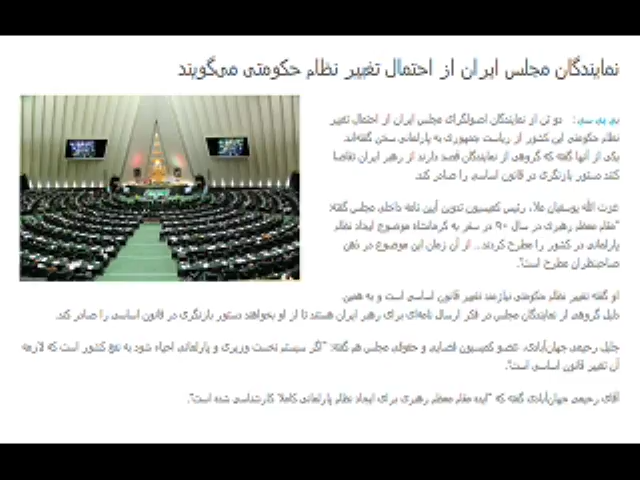 نمایندگان مجلس ایران از احتمال تغییر نظام حکومتی می‌گویند
بی بی سی: دو تن از نمایندگان اصولگرای مجلس ایران از احتمال تغییر
نظام حکومتی این کشور از ریاست جمهوری به پارلمانی سخن گفته‌اند.
یکی از آنها گفته که گروهی از نمایندگان قصد دارند از رهبر ایران تقاضا
کنند دستور بازنگری در قانون اساسی را صادر کند.
عزت الله یوسفیان ملا، رئیس کمیسیون تدوین آیین نامه داخلی مجلس گفته:
"مقام معظم رهبری در سال ۹۰ در سفر به کرمانشاه موضوع ایجاد نظام
پارلمانی در کشور را مطرح کردند... از آن زمان این موضوع در ذهن
صاحبنظران مطرح است".
او گفته تغییر نظام حکومتی نیازمند تغییر قانون اساسی است و به همین
دلیل گروهی از نمایندگان مجلس در فکر ارسال نامه‌ای برای رهبر ایران هستند تا از او بخواهند دستور بازنگری در قانون اساسی را صادر کند.
جلیل رحیمی جهان‌آبادی، عضو کمیسیون قضایی و حقوقی مجلس هم گفته: "اگر سیستم نخست وزیری و پارلمانی احیاء شود به نفع کشور است که لازمه
آن تغییر قانون اساسی است".
آقای رحیمی جهان‌آبادی گفته که "ایده مقام معظم رهبری برای ایجاد نظام پارلمانی کاملا کارشناسی شده است".